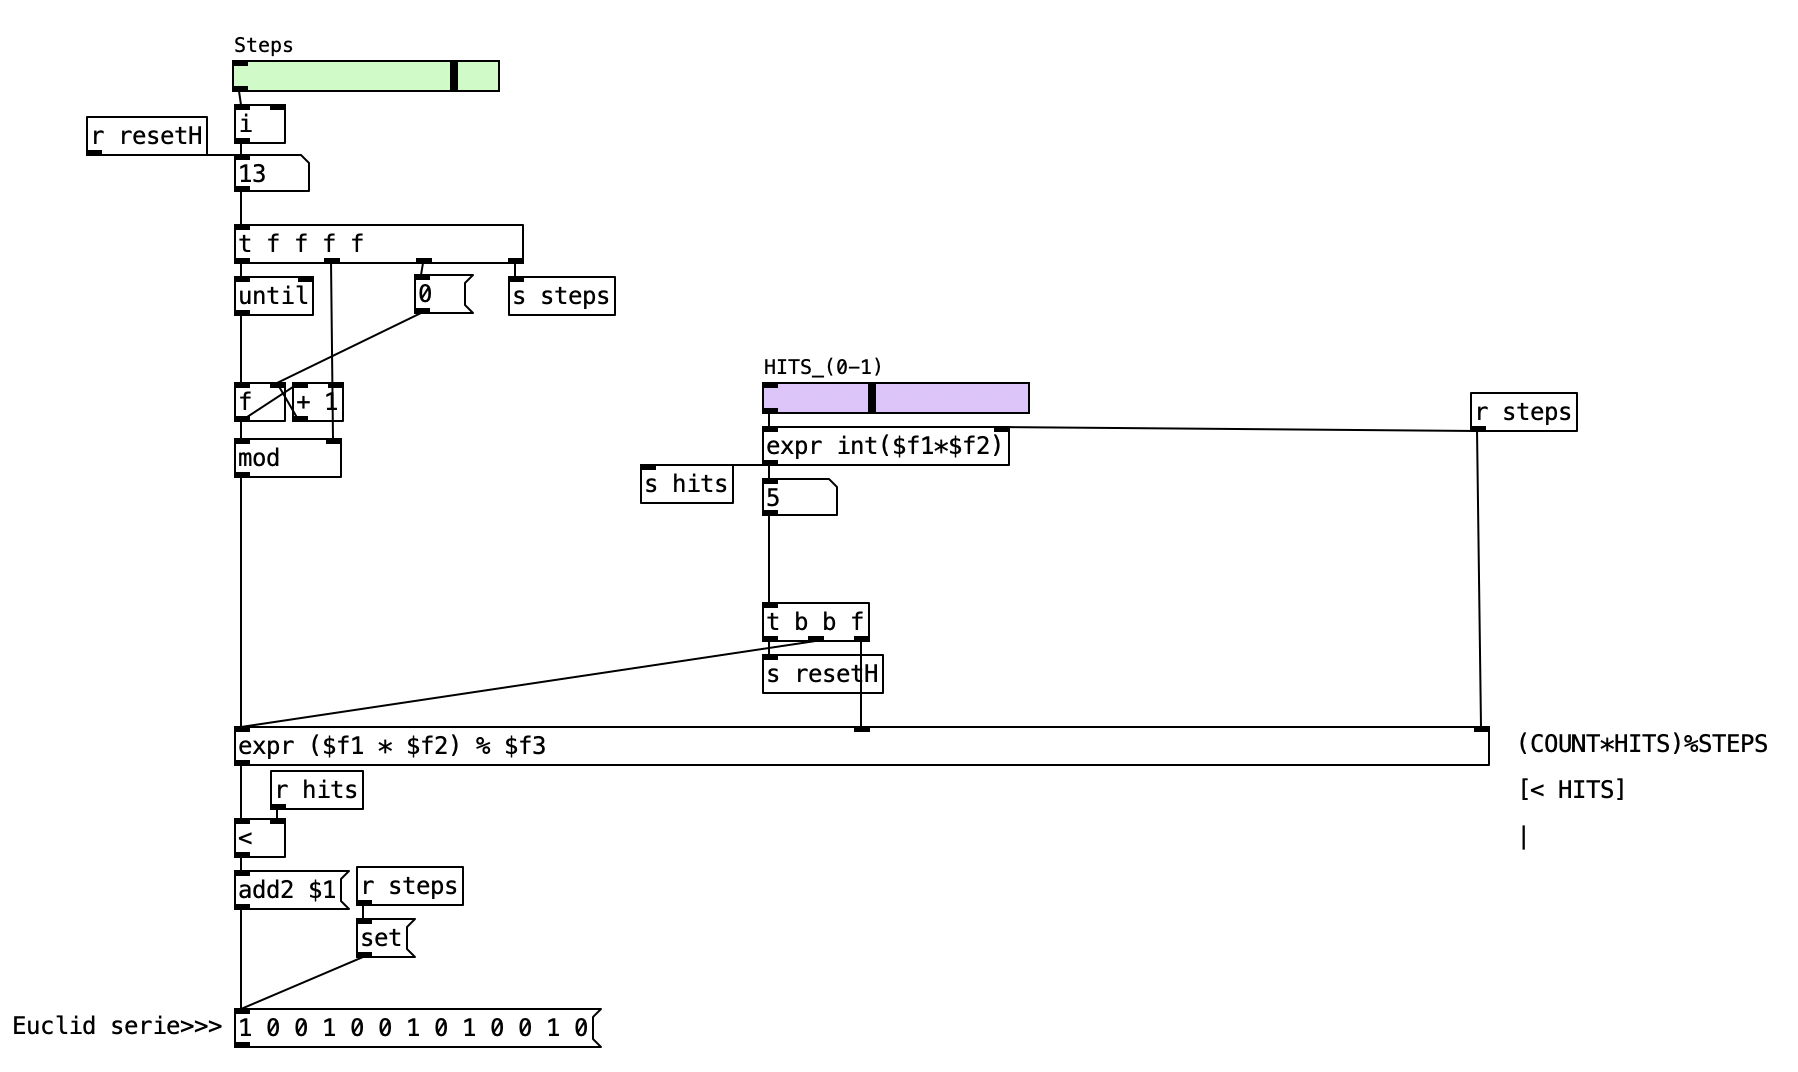 Steps
i
r resetH
13
t f f f f
until
0
s steps
f
+ 1
mod
HITS_(0-1)
r steps
expr int($f1*$f2)
s hits
5
t b b f
s resetH
expr ($f1 * $f2) % $f3
(COUNT*HITS)%STEPS
r hits
[< HITS]
<
|
add2 $1
r steps
set
Euclid serie>>>
1 0 0 1 0 0 1 0 1 0 0 1 0